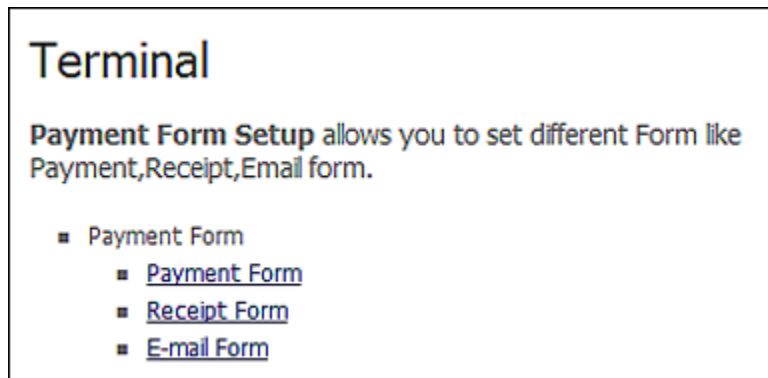 Terminal
Payment Form Setup allows you to set different Form like
Payment,Receipt,Email form.
Payment Form
Payment Form
Receipt Form
E-mail Form